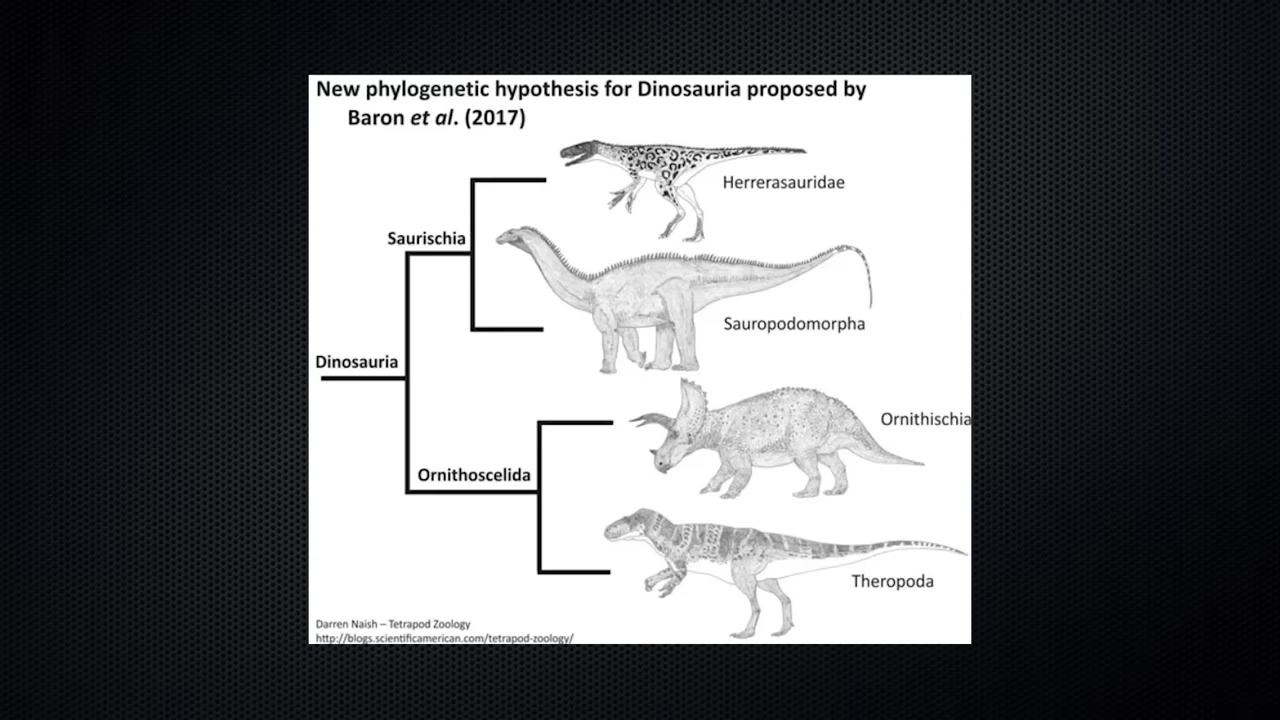 New phylogenetic hypothesis for Dinosauria proposed by
Baron et al. (2017)
Herrerasauridae
Saurischia
Sauropodomorpha
Dinosauria
Ornithischia
Ornithoscelida
Theropoda
Darren Naish – Tetrapod Zoology
http://blogs.scientificamerican.com/tetrapod-zoology/